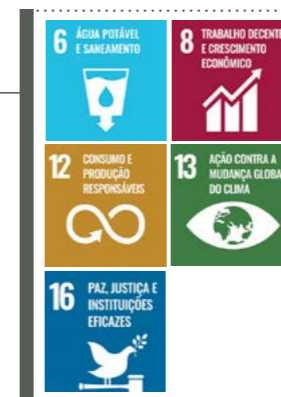 6 ÁGUA POTÁVEL
E SANEAMENTO
8 TRABALHO DECENTE
E CRESCIMENTO
ECONÔMICO
12 CONSUMO E
PRODUÇÃO
RESPONSÁVEIS
13 AÇÃO CONTRA A
MUDANÇA GLOBAL
DO CLIMA
16 PAZ, JUSTIÇA E
INSTITUIÇÕES
EFICAZES